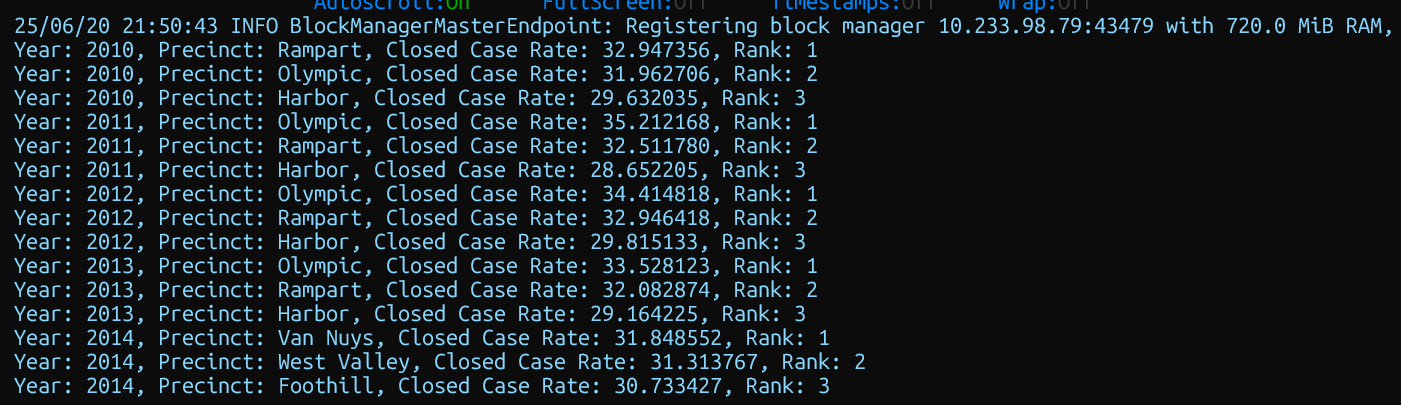 Autoscroll:On FullScreen:Off Timestamps:Off Wrap:Off
25/06/20 21:50:43 INFO BlockManagerMasterEndpoint: Registering block manager 10.233.98.79:43479 with 720.0 MiB RAM,
Year: 2010, Precinct: Rampart, Closed Case Rate: 32.947356, Rank: 1
Year: 2010, Precinct: Olympic, Closed Case Rate: 31.962706, Rank: 2
Year: 2010, Precinct: Harbor, Closed Case Rate: 29.632035, Rank: 3
Year: 2011, Precinct: Olympic, Closed Case Rate: 35.212168, Rank: 1
Year: 2011, Precinct: Rampart, Closed Case Rate: 32.511780, Rank: 2
Year: 2011, Precinct: Harbor, Closed Case Rate: 28.652205, Rank: 3
Year: 2012, Precinct: Olympic, Closed Case Rate: 34.414818, Rank: 1
Year: 2012, Precinct: Rampart, Closed Case Rate: 32.946418, Rank: 2
Year: 2012, Precinct: Harbor, Closed Case Rate: 29.815133, Rank: 3
Year: 2013, Precinct: Olympic, Closed Case Rate: 33.528123, Rank: 1
Year: 2013, Precinct: Rampart, Closed Case Rate: 32.082874, Rank: 2
Year: 2013, Precinct: Harbor, Closed Case Rate: 29.164225, Rank: 3
Year: 2014, Precinct: Van Nuys, Closed Case Rate: 31.848552, Rank: 1
Year: 2014, Precinct: West Valley, Closed Case Rate: 31.313767, Rank: 2
Year: 2014, Precinct: Foothill, Closed Case Rate: 30.733427, Rank: 3